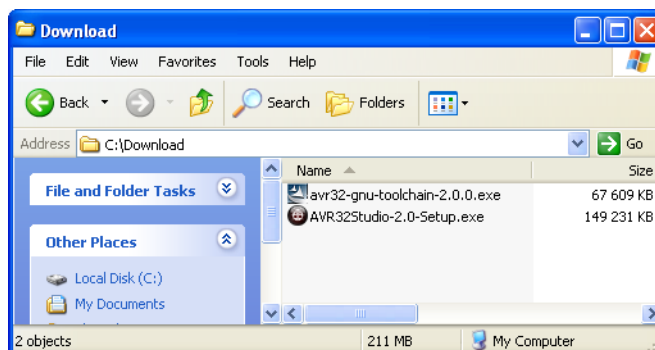 Download
File Edit View Favorites Tools Help
Back Search Folders
Address C:\Download Go
Name Size
File and Folder Tasks
avr32-gnu-toolchain-2.0.0.exe 67 609 KB
AVR32Studio-2.0-Setup.exe 149 231 KB
Other Places
Local Disk (C:)
My Documents
2 objects 211 MB My Computer